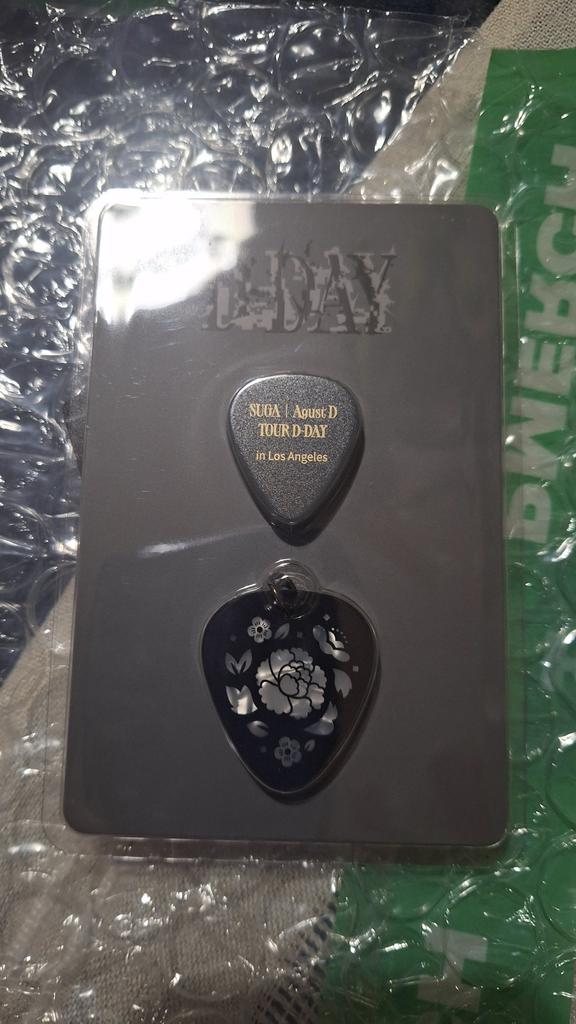 D-DAY
SUGA | Agust D
TOUR D-DAY
in Los Angeles